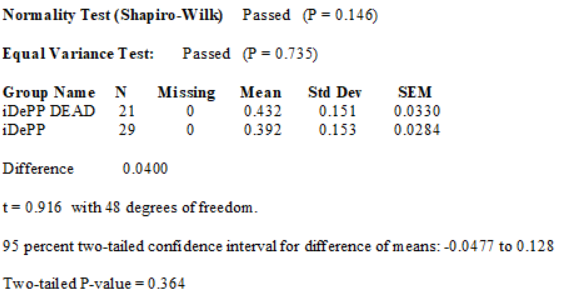 Normality Test (Shapiro-Wilk) Passed (P = 0.146)
Equal Variance Test: Passed (P = 0.735)
Group Name N Missing Mean Std Dev SEM
iDePP DEAD 21 0 0.432 0.151 0.0330
iDePP 29 0 0.392 0.153 0.0284
Difference 0.0400
t = 0.916 with 48 degrees of freedom.
95 percent two-tailed confidence interval for difference of means: -0.0477 to 0.128
Two-tailed P-value = 0.364